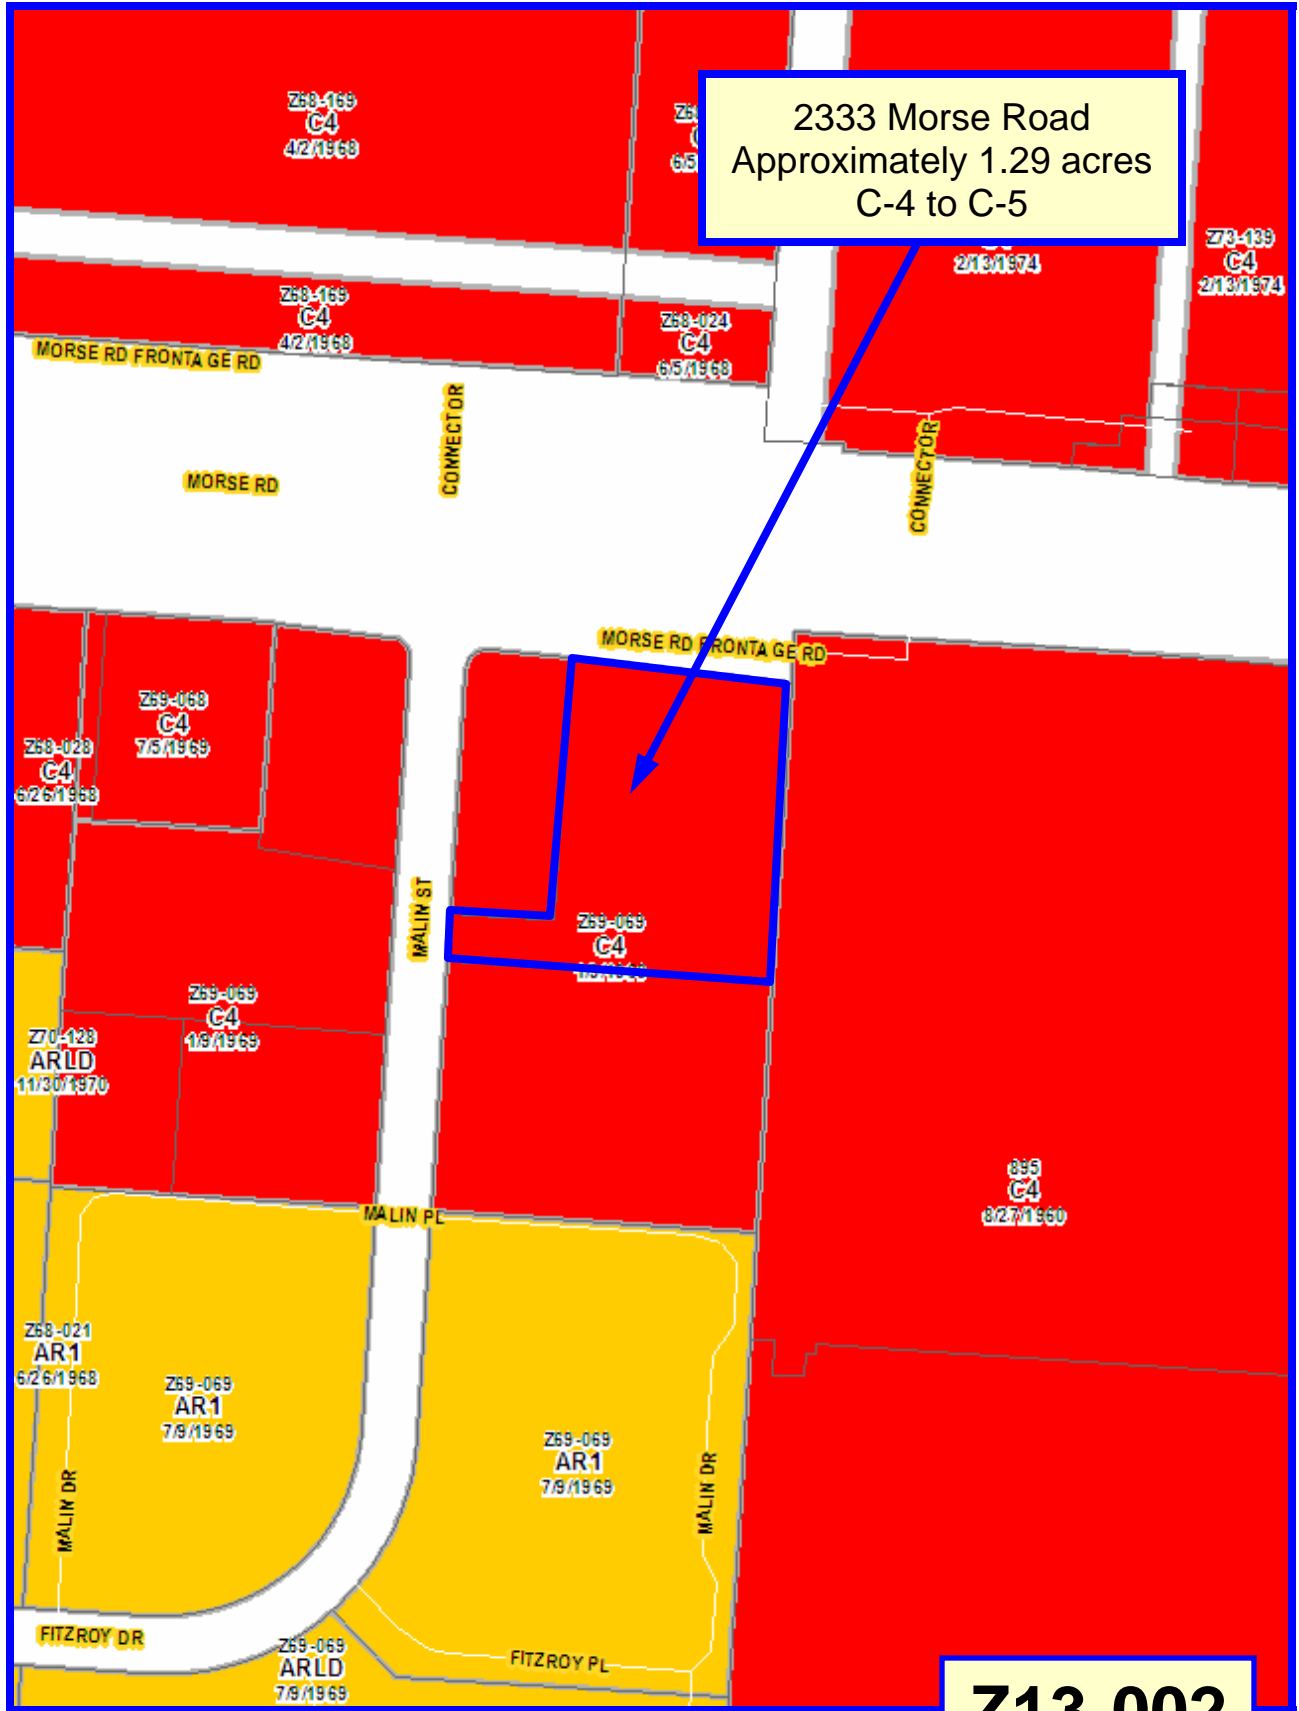 2333 Morse Road
Approximately 1.29 acres
C-4 to C-5
Z68-169
C4
4/2/1968
2/13/1974
Z73-139
C4
2/13/1974
Z68-169
C4
4/2/1968
Z68-024
C4
6/5/1968
MORSE RD FRONTAGE RD
CONNECTOR
MORSE RD
CONNECTOR
MORSE RD FRONTAGE RD
Z69-068
C4
7/5/1969
Z68-028
C4
6/26/1968
MALIN ST
Z69-069
C4
Z69-069
C4
1/9/1969
Z70-128
ARLD
11/30/1970
895
C4
8/27/1960
MALIN PL
Z68-021
AR1
6/26/1968
Z69-069
AR1
7/9/1969
Z69-069
AR1
7/9/1969
MALIN DR
MALIN DR
FITZROY DR
Z69-069
ARLD
7/9/1969
FITZROY PL
Z13-002